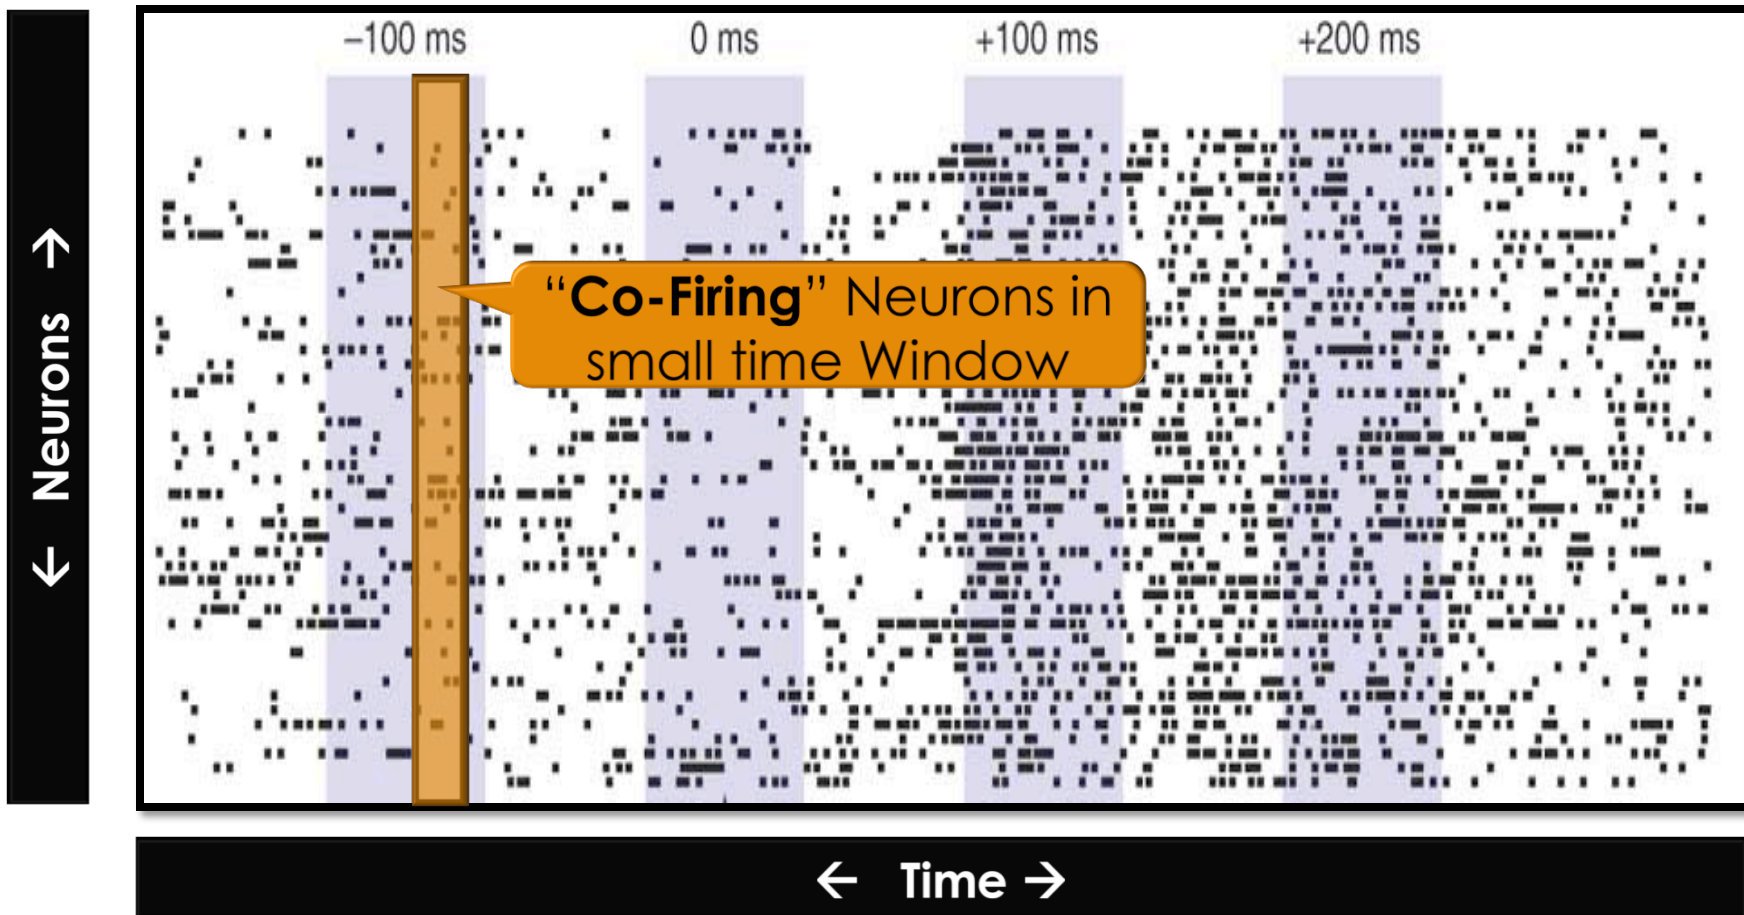 −100 ms
0 ms
+100 ms
+200 ms
“Co-Firing” Neurons in
small time Window
← Neurons →
← Time →